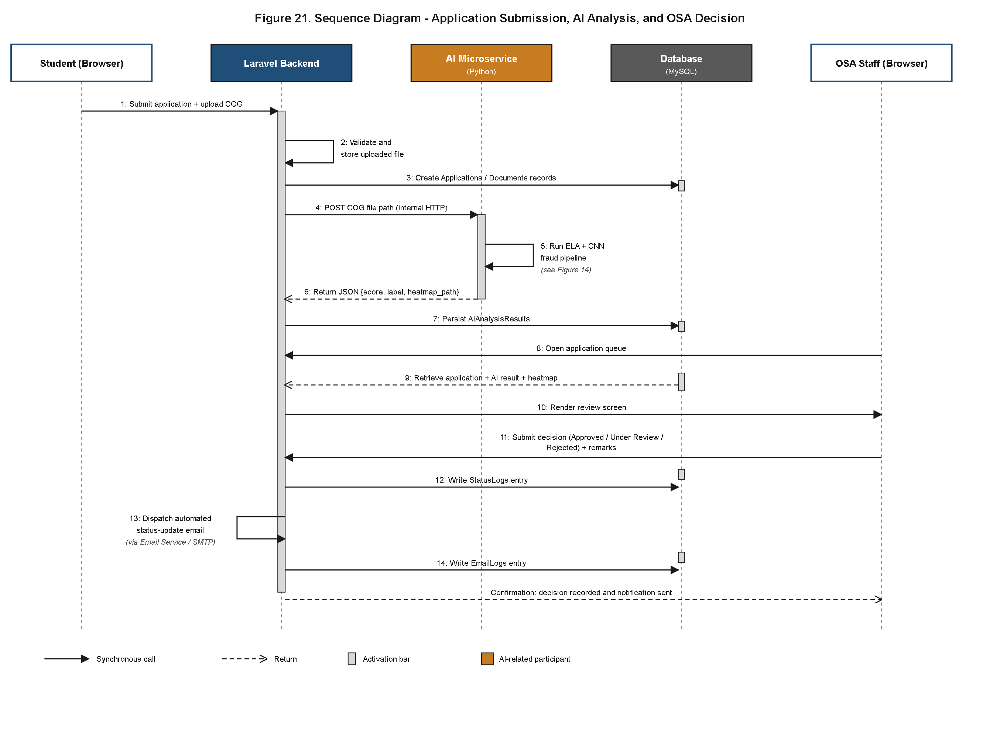 Figure 21. Sequence Diagram - Application Submission, AI Analysis, and OSA Decision
Student (Browser)
Laravel Backend
AI Microservice
(Python)
Database
(MySQL)
OSA Staff (Browser)
1: Submit application + upload COG
2: Validate and
store uploaded file
3: Create Applications / Documents records
4: POST COG file path (internal HTTP)
5: Run ELA + CNN
fraud pipeline
(see Figure 14)
6: Return JSON {score, label, heatmap_path}
7: Persist AIAnalysisResults
8: Open application queue
9: Retrieve application + AI result + heatmap
10: Render review screen
11: Submit decision (Approved / Under Review /
Rejected) + remarks
12: Write StatusLogs entry
13: Dispatch automated
status-update email
(via Email Service / SMTP)
14: Write EmailLogs entry
Confirmation: decision recorded and notification sent
Synchronous call
Return
Activation bar
AI-related participant